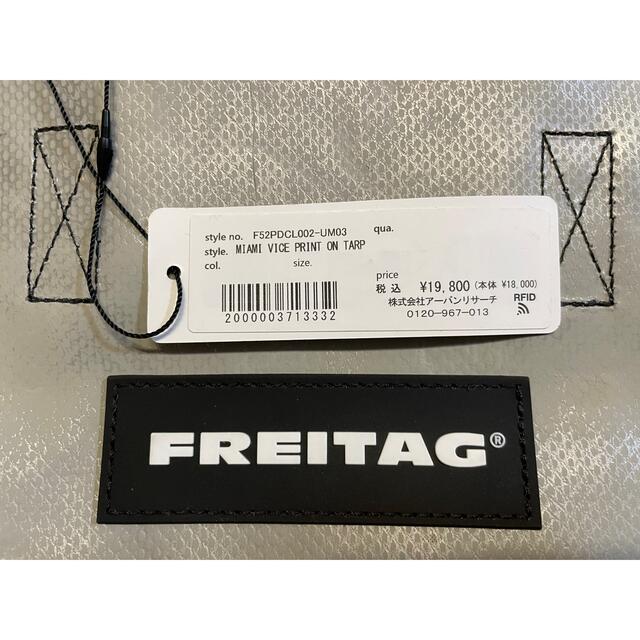 style no. F52PDCL002-UM03 qua.
style. MIAMI VICE PRINT ON TARP
col. size.
price
税込 ¥19,800 (本体 ¥18,000)
株式会社アーバンリサーチ RFID
2000003713332 0120-967-013
FREITAG®